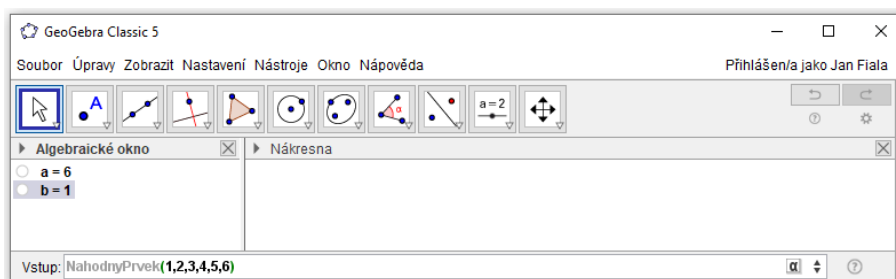 GeoGebra Classic 5
Soubor Úpravy Zobrazit Nastavení Nástroje Okno Nápověda Přihlášen/a jako Jan Fiala
A α a = 2
Algebraické okno Nákresna
a = 6
b = 1
Vstup: NahodnyPrvek(1,2,3,4,5,6) α